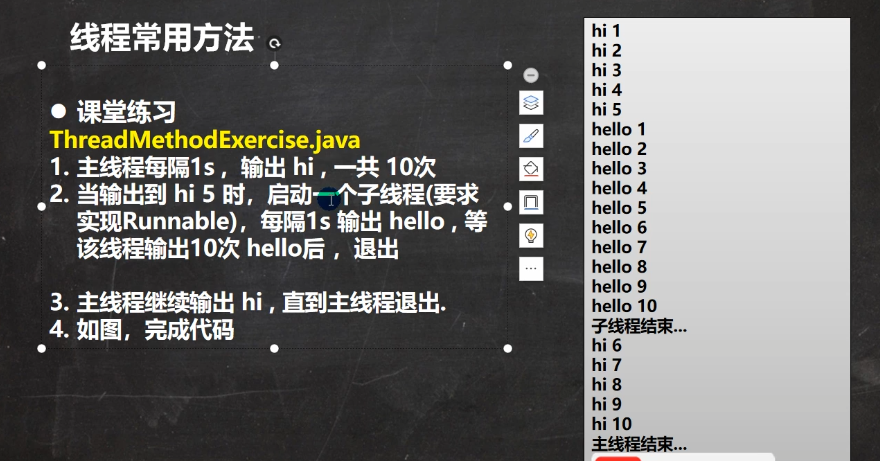 线程常用方法
● 课堂练习
ThreadMethodExercise.java
1. 主线程每隔1s，输出 hi , 一共 10次
2. 当输出到 hi 5 时，启动一个子线程(要求
实现Runnable)，每隔1s 输出 hello , 等
该线程输出10次 hello后 ，退出
3. 主线程继续输出 hi , 直到主线程退出.
4. 如图，完成代码
hi 1
hi 2
hi 3
hi 4
hi 5
hello 1
hello 2
hello 3
hello 4
hello 5
hello 6
hello 7
hello 8
hello 9
hello 10
子线程结束...
hi 6
hi 7
hi 8
hi 9
hi 10
主线程结束...